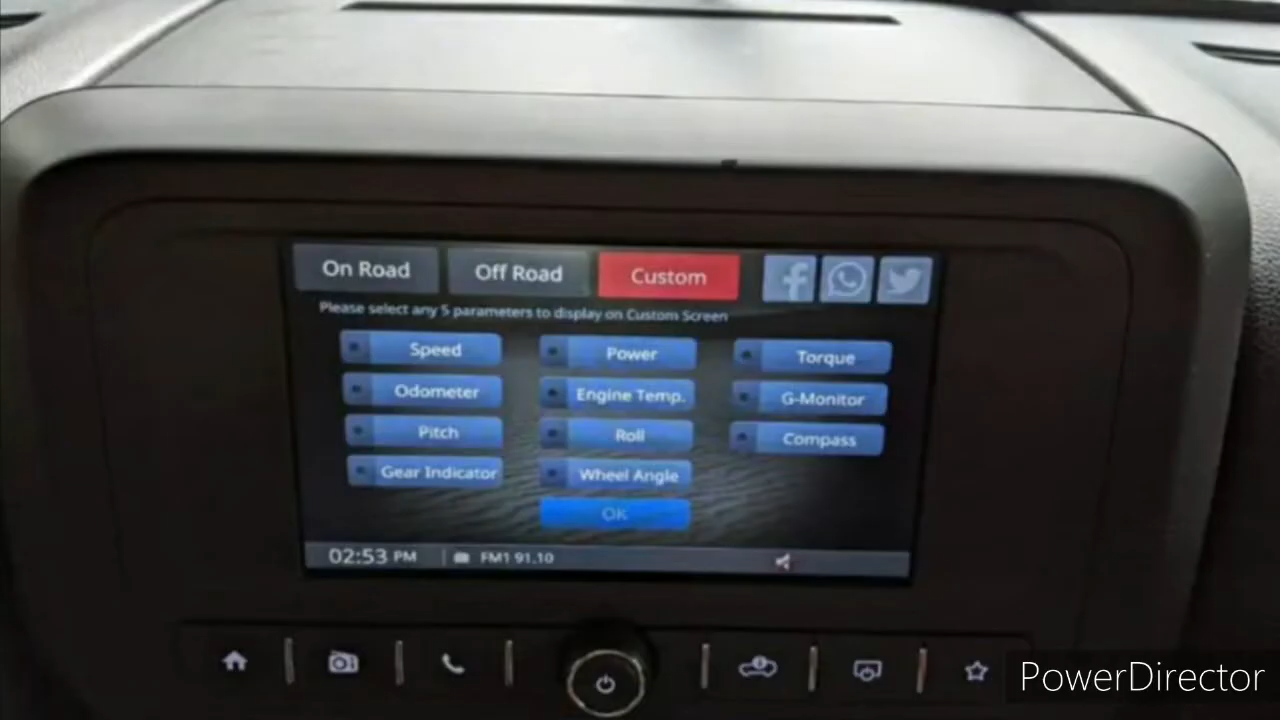 On Road Off Road Custom
Please select any 5 parameters to display on Custom Screen
Speed Power Torque
Odometer Engine Temp. G-Monitor
Pitch Roll Compass
Gear Indicator Wheel Angle
OK
02:53 PM FM1 91.10
PowerDirector